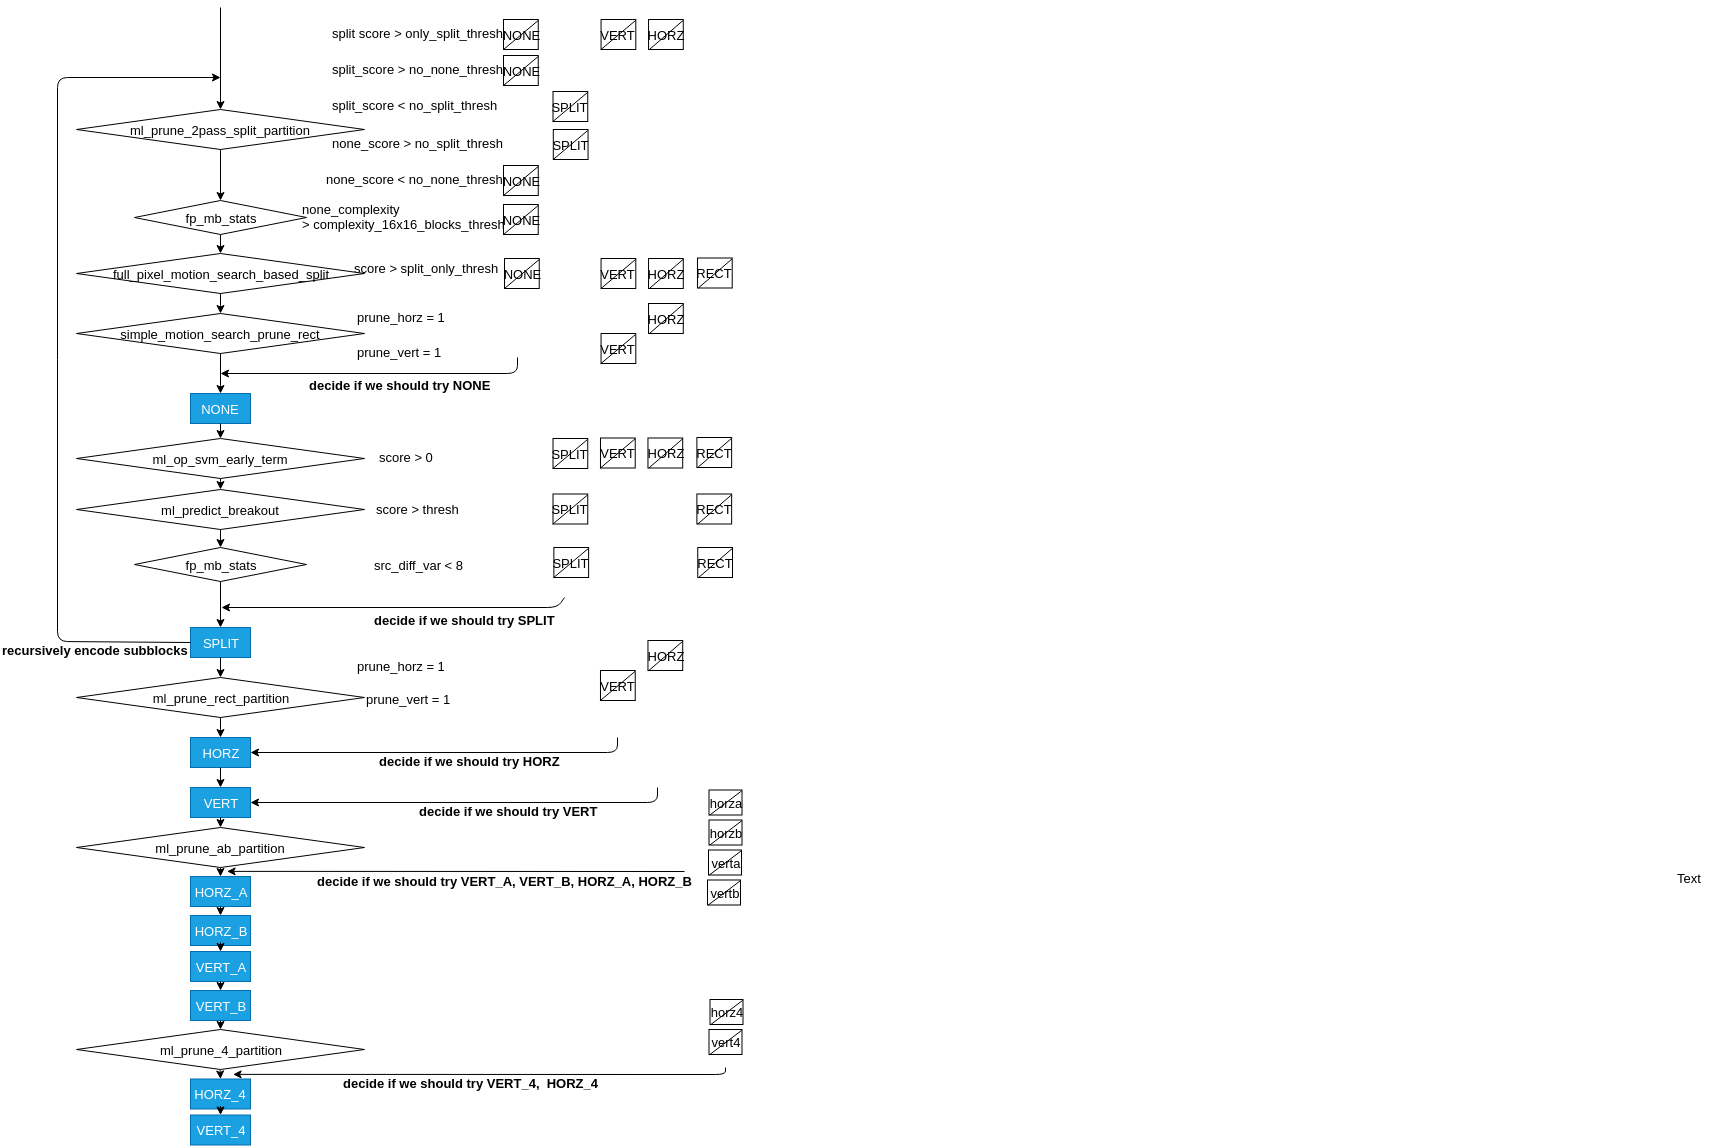 split score > only_split_thresh
NONE
VERT
HORZ
split_score > no_none_thresh
NONE
split_score < no_split_thresh
SPLIT
ml_prune_2pass_split_partition
none_score > no_split_thresh
SPLIT
none_score < no_none_thresh
NONE
fp_mb_stats
none_complexity
> complexity_16x16_blocks_thresh
NONE
full_pixel_motion_search_based_split
score > split_only_thresh
NONE
VERT
HORZ
RECT
simple_motion_search_prune_rect
prune_horz = 1
HORZ
prune_vert = 1
VERT
decide if we should try NONE
NONE
ml_op_svm_early_term
score > 0
SPLIT
VERT
HORZ
RECT
ml_predict_breakout
score > thresh
SPLIT
RECT
fp_mb_stats
src_diff_var < 8
SPLIT
RECT
decide if we should try SPLIT
SPLIT
recursively encode subblocks
prune_horz = 1
HORZ
ml_prune_rect_partition
prune_vert = 1
VERT
HORZ
decide if we should try HORZ
VERT
decide if we should try VERT
horza
horzb
ml_prune_ab_partition
verta
decide if we should try VERT_A, VERT_B, HORZ_A, HORZ_B
vertb
Text
HORZ_A
HORZ_B
VERT_A
VERT_B
horz4
ml_prune_4_partition
vert4
decide if we should try VERT_4,  HORZ_4
HORZ_4
VERT_4